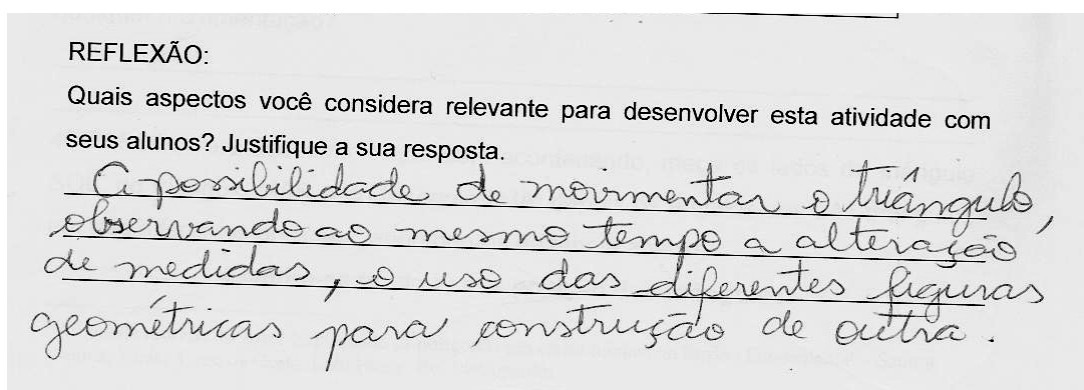 REFLEXÃO:
Quais aspectos você considera relevante para desenvolver esta atividade com
seus alunos? Justifique a sua resposta.
A possibilidade de movimentar o triângulo,
observando ao mesmo tempo a alteração
de medidas, o uso das diferentes figuras
geométricas para construção de outra.